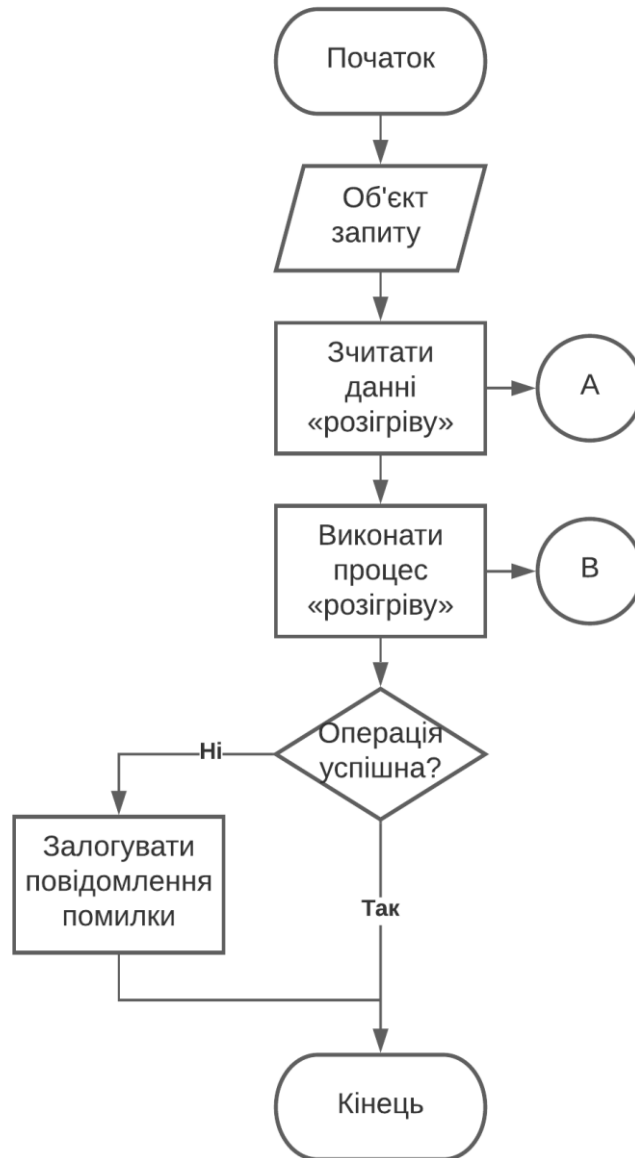 Початок
Об'єкт
запиту
Зчитати
данні
«розігріву»
А
Виконати
процес
«розігріву»
В
Операція
успішна?
Ні
Залогувати
повідомлення
помилки
Так
Кінець